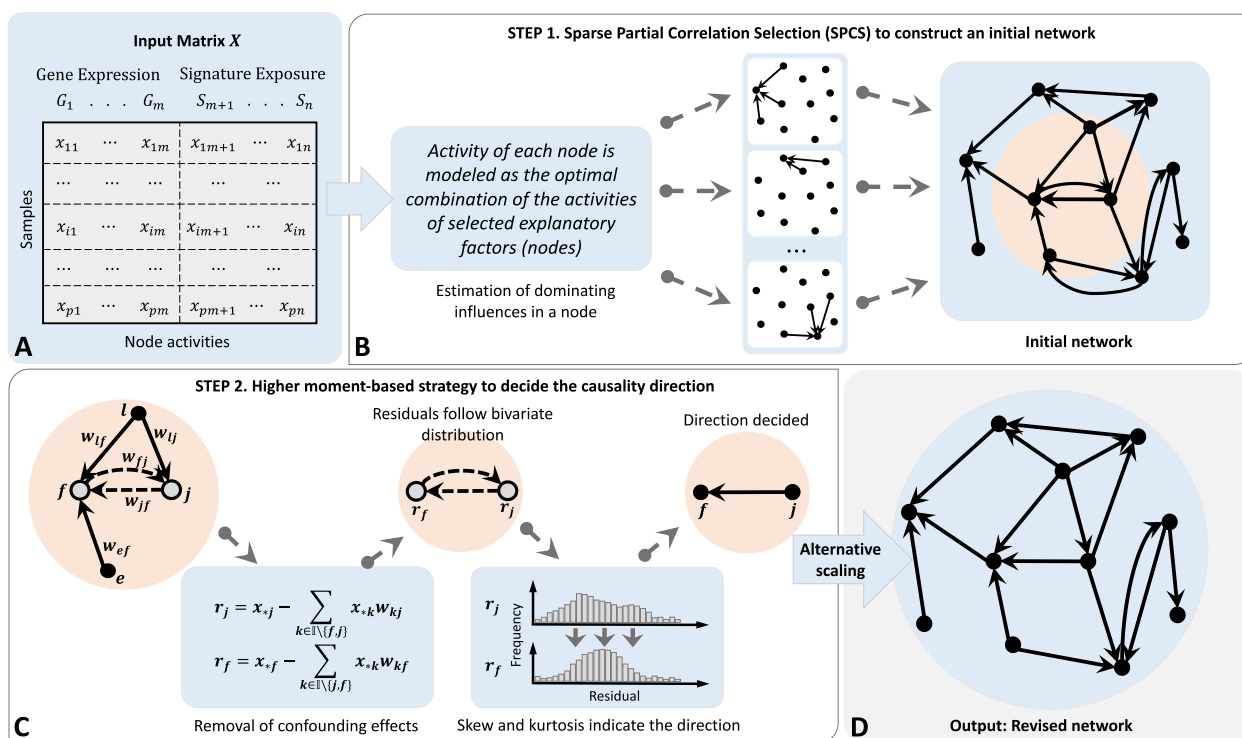 Input Matrix X
Gene Expression Signature Exposure
G1 . . . Gm Sm+1 . . . Sn
Samples
x11 ⋯ x1m x1m+1 ⋯ x1n
⋯ ⋯ ⋯ ⋯
xi1 ⋯ xim xim+1 ⋯ xin
⋯ ⋯ ⋯ ⋯
xp1 ⋯ xpm xpm+1 ⋯ xpn
Node activities
A
STEP 1. Sparse Partial Correlation Selection (SPCS) to construct an initial network
Activity of each node is
modeled as the optimal
combination of the activities
of selected explanatory
factors (nodes)
Estimation of dominating
influences in a node
...
Initial network
B
STEP 2. Higher moment-based strategy to decide the causality direction
l
wlf wlj
wfj
f j
wjf
wef
e
rj = x∗j − ∑ k∈𝕀\{f,j} x∗kwkj
rf = x∗f − ∑ k∈𝕀\{j,f} x∗kwkf
Removal of confounding effects
Residuals follow bivariate
distribution
rf rj
rj
Frequency
rf
Residual
Skew and kurtosis indicate the direction
Direction decided
f j
C
Alternative
scaling
D
Output: Revised network